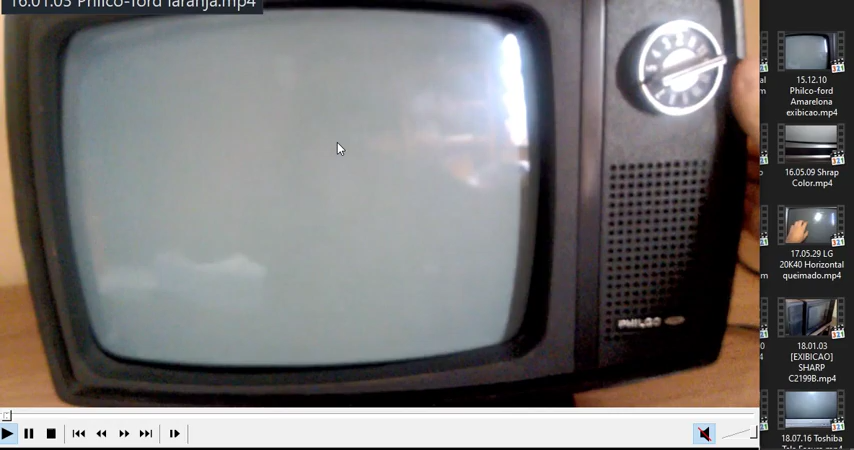 16.01.03 Philco-ford laranja.mp4
PHILCO
15.12.10
Philco-ford
Amarelona
exibicao.mp4
16.05.09 Shrap
Color.mp4
17.05.29 LG
20K40 Horizontal
queimado.mp4
18.01.03
[EXIBICAO]
SHARP
C2199B.mp4
18.07.16 Toshiba